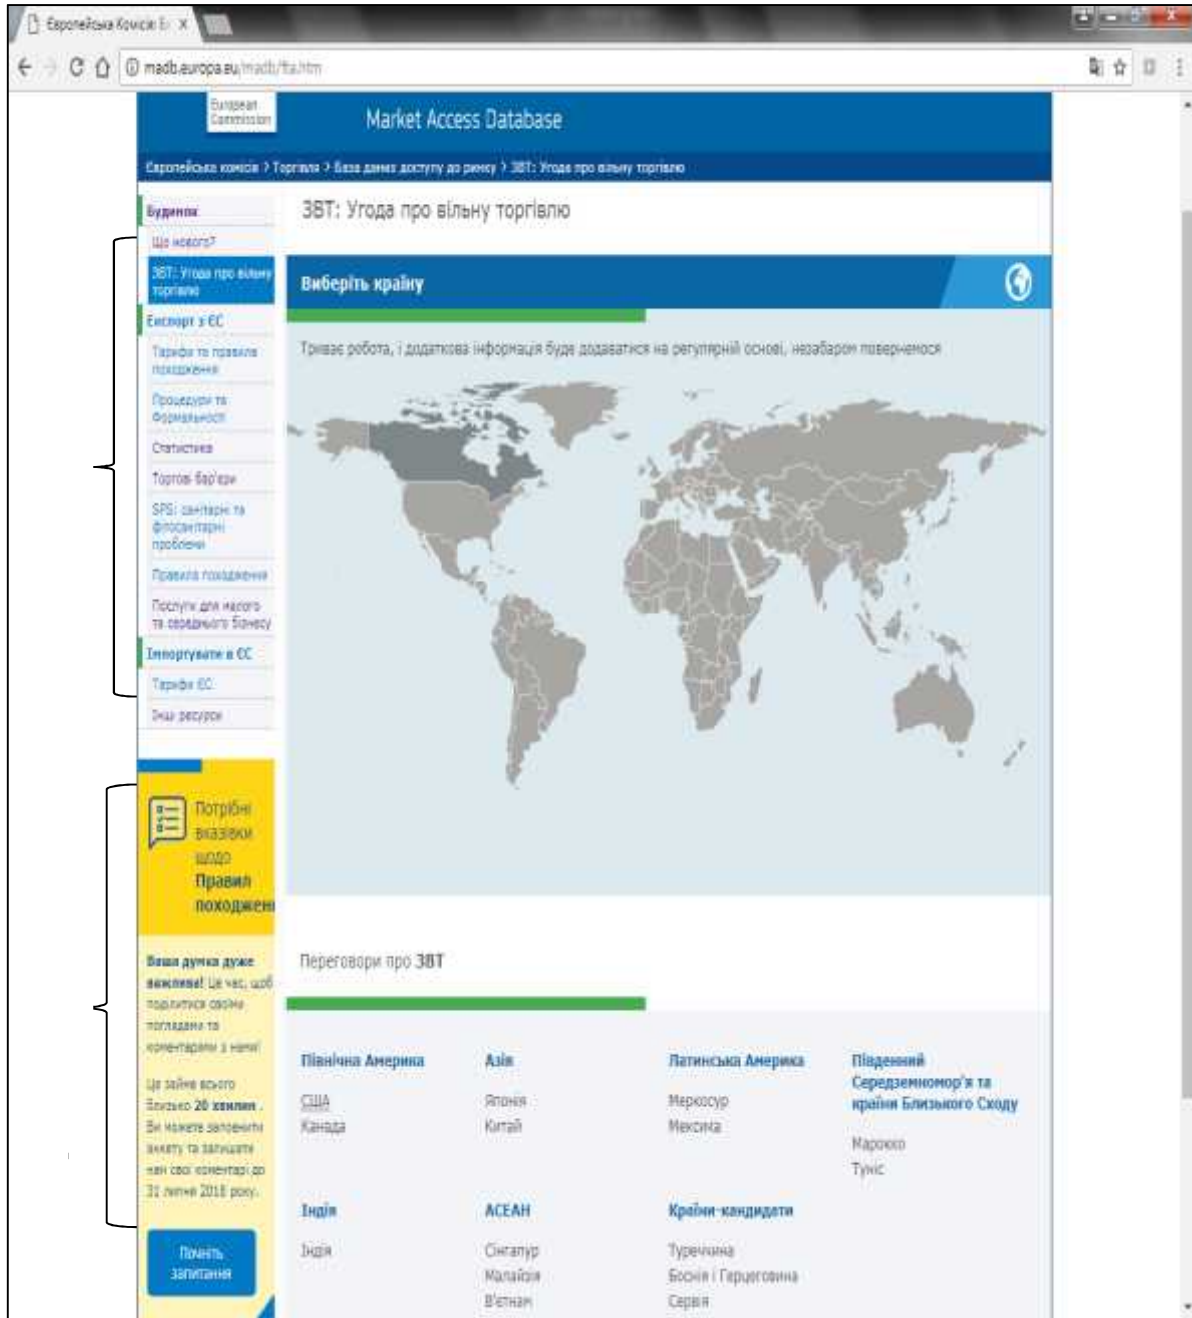 Європейська Комісія Б
madb.europa.eu/madb/fta.htm
European
Commission
Market Access Database
Європейська комісія > Торгівля > База даних доступу до ринку > ЗВТ: Угода про вільну торгівлю
Будинок
Що нового?
ЗВТ: Угода про вільну
торгівлю
Експорт з ЄС
Тарифи та правила
походження
Процедури та
Формальності
Статистика
Торгові бар'єри
SPS: санітарні та
фітосанітарні
проблеми
Правила походження
Послуги для малого
та середнього бізнесу
Імпортувати в ЄС
Тарифи ЄС
Інші ресурси
Потрібні
вказівки
щодо
Правил
походжен
Ваша думка дуже
важлива! Це час, щоб
поділитися своїми
поглядами та
коментарями з нами!
Це займе всього
близько 20 хвилин .
Ви можете заповнити
анкету та залишити
нам свої коментарі до
31 липня 2018 року.
Почніть
запитання
ЗВТ: Угода про вільну торгівлю
Виберіть країну
Триває робота, і додаткова інформація буде додаватися на регулярній основі, незабаром повернемося
Переговори про ЗВТ
Північна Америка
США
Канада
Азія
Японія
Китай
Латинська Америка
Меркосур
Мексика
Південний
Середземномор'я та
країни Близького Сходу
Марокко
Туніс
Індія
Індія
АСЕАН
Сінгапур
Малайзія
В'єтнам
Країни-кандидати
Туреччина
Боснія і Герцеговина
Сербія